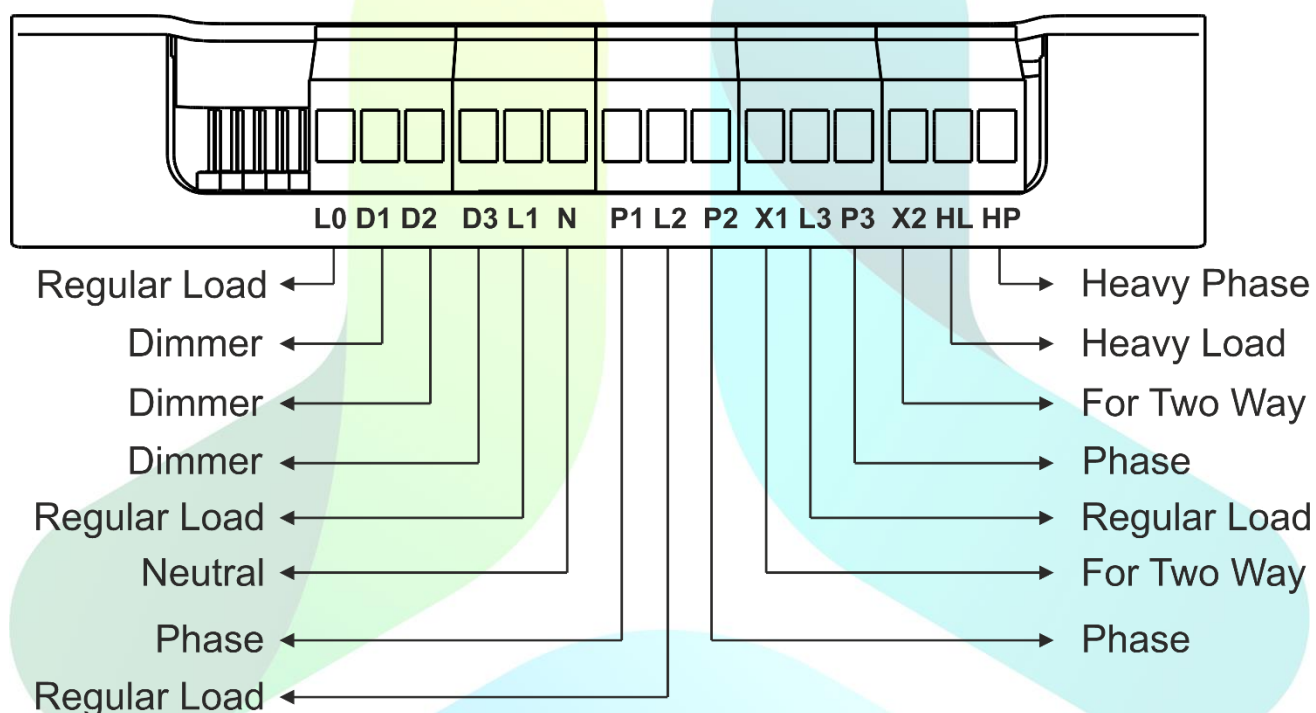 L0 D1 D2 D3 L1 N P1 L2 P2 X1 L3 P3 X2 HL HP
Regular Load
Dimmer
Dimmer
Dimmer
Regular Load
Neutral
Phase
Regular Load
Heavy Phase
Heavy Load
For Two Way
Phase
Regular Load
For Two Way
Phase